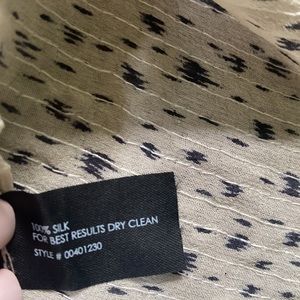 100% SILK
FOR BEST RESULTS DRY CLEAN
STYLE # 00401230